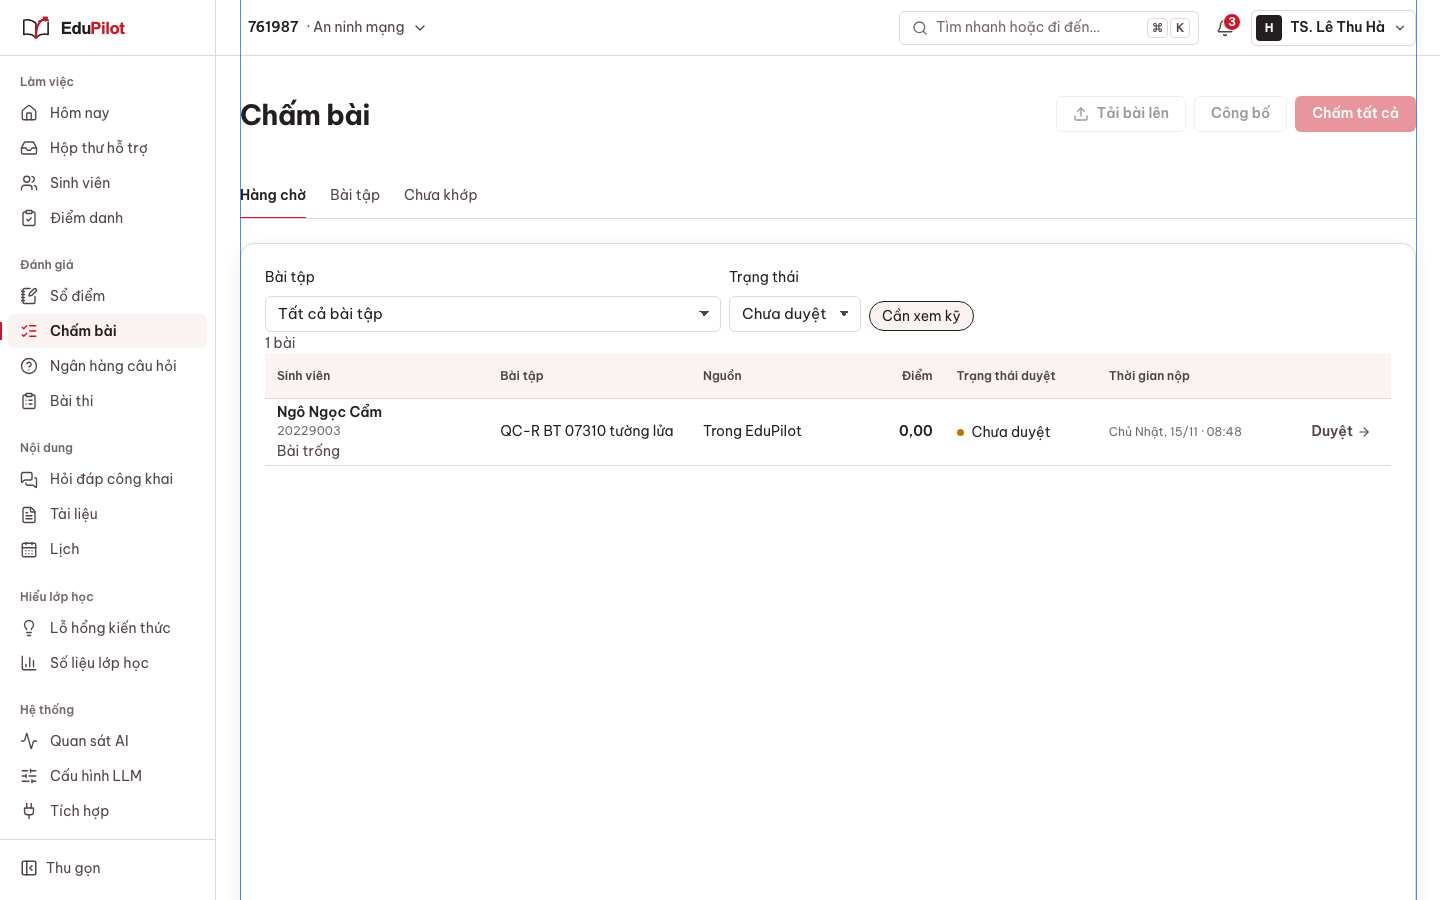 EduPilot
761987 · An ninh mạng
Tìm nhanh hoặc đi đến...
⌘ K
3
H
TS. Lê Thu Hà
Làm việc
Hôm nay
Hộp thư hỗ trợ
Sinh viên
Điểm danh
Đánh giá
Sổ điểm
Chấm bài
Ngân hàng câu hỏi
Bài thi
Nội dung
Hỏi đáp công khai
Tài liệu
Lịch
Hiểu lớp học
Lỗ hổng kiến thức
Số liệu lớp học
Hệ thống
Quan sát AI
Cấu hình LLM
Tích hợp
Thu gọn
Chấm bài
Tải bài lên
Công bố
Chấm tất cả
Hàng chờ
Bài tập
Chưa khớp
Bài tập
Trạng thái
Tất cả bài tập
Chưa duyệt
Cần xem kỹ
1 bài
Sinh viên Bài tập Nguồn Điểm Trạng thái duyệt Thời gian nộp
Ngô Ngọc Cẩm
20229003
Bài trống
QC-R BT 07310 tường lửa
Trong EduPilot
0,00
Chưa duyệt
Chủ Nhật, 15/11 · 08:48
Duyệt →